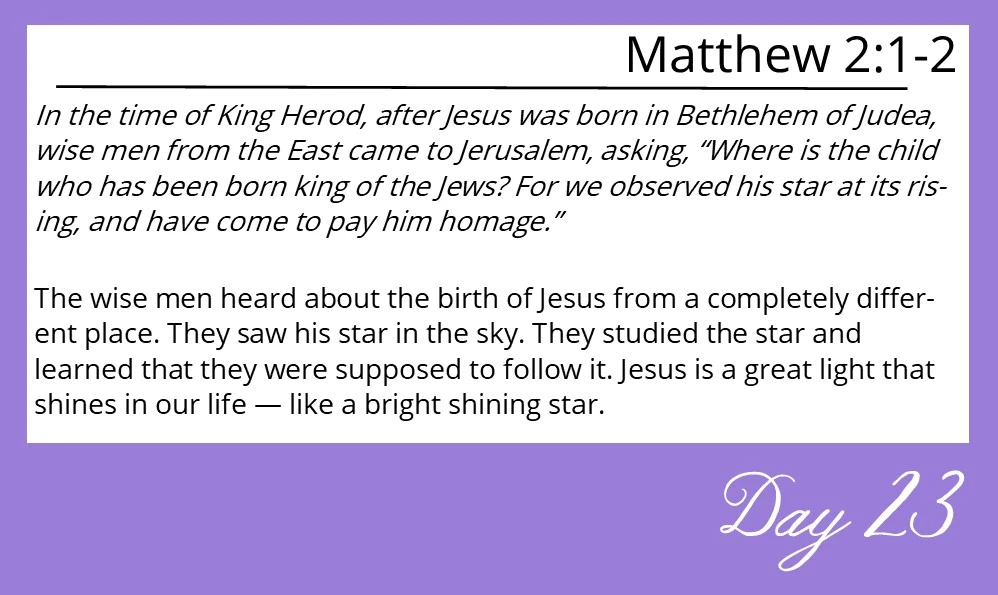 Matthew 2:1-2
In the time of King Herod, after Jesus was born in Bethlehem of Judea,
wise men from the East came to Jerusalem, asking, “Where is the child
who has been born king of the Jews? For we observed his star at its ris-
ing, and have come to pay him homage.”
The wise men heard about the birth of Jesus from a completely differ-
ent place. They saw his star in the sky. They studied the star and
learned that they were supposed to follow it. Jesus is a great light that
shines in our life — like a bright shining star.
Day 23